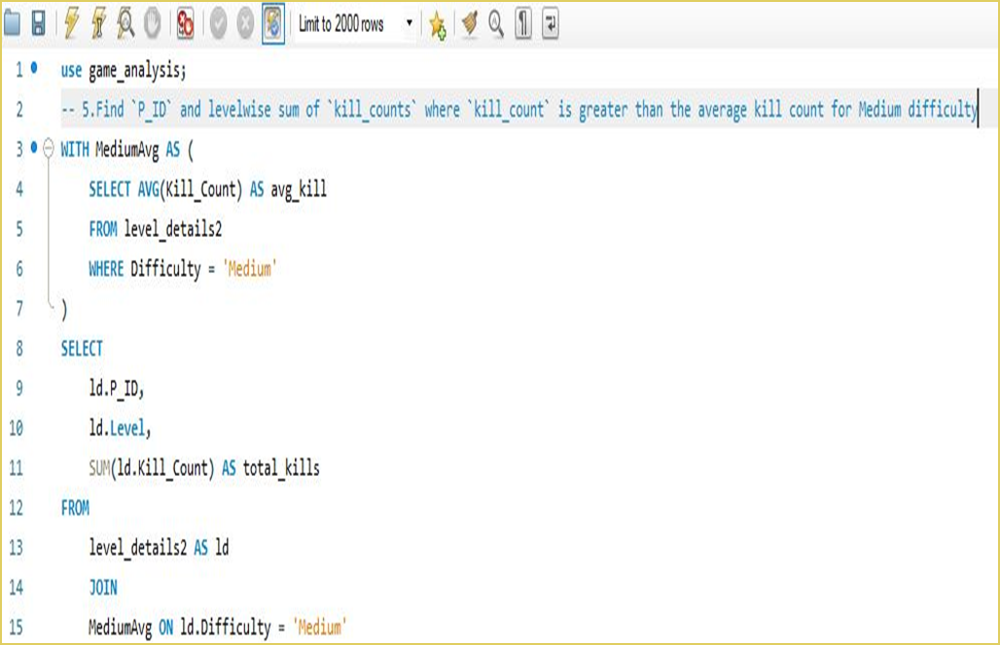 Limit to 2000 rows
1 use game_analysis;
2 -- 5.Find `P_ID` and levelwise sum of `kill_counts` where `kill_count` is greater than the average kill count for Medium difficulty
3 WITH MediumAvg AS (
4 SELECT AVG(Kill_Count) AS avg_kill
5 FROM level_details2
6 WHERE Difficulty = 'Medium'
7 )
8 SELECT
9 ld.P_ID,
10 ld.Level,
11 SUM(ld.Kill_Count) AS total_kills
12 FROM
13 level_details2 AS ld
14 JOIN
15 MediumAvg ON ld.Difficulty = 'Medium'